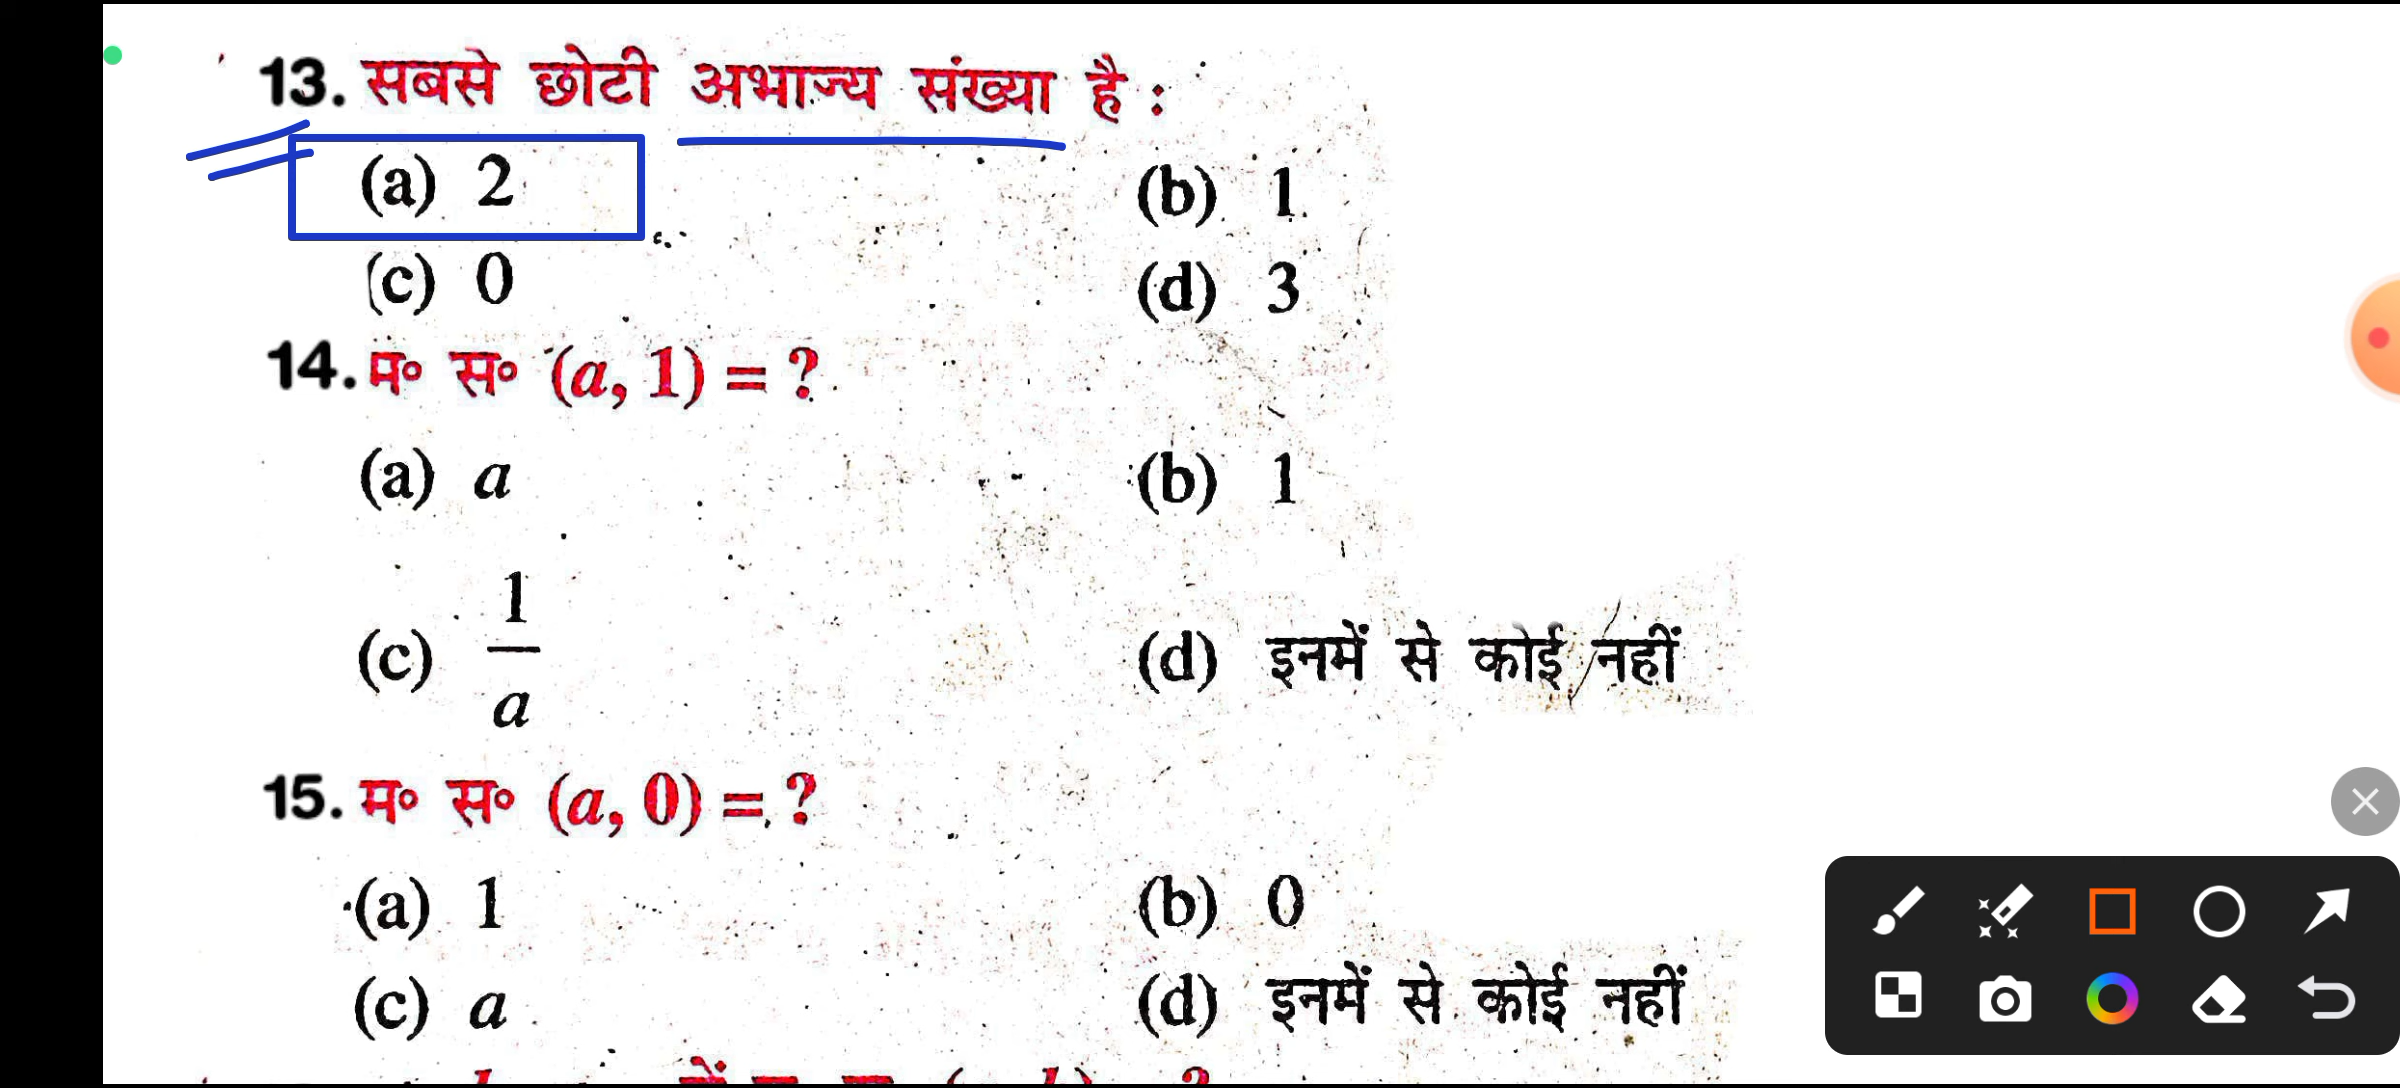 13. सबसे छोटी अभाज्य संख्या है :
(a) 2 (b) 1
(c) 0 (d) 3
14. म० स० (a, 1) = ?
(a) a (b) 1
(c) 1/a (d) इनमें से कोई नहीं
15. म० स० (a, 0) = ?
(a) 1 (b) 0
(c) a (d) इनमें से कोई नहीं